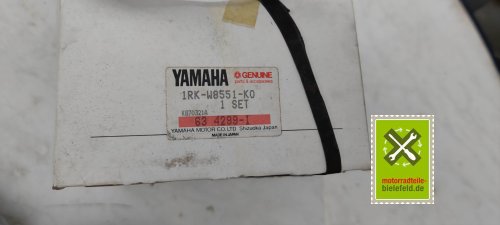 YAMAHA
GENUINE
parts & accessories
1RK-W8551-K0
1 SET
X870321A
63 4299-1
YAMAHA MOTOR CO.,LTD Shizuoka Japan
MADE IN JAPAN
motorradteile-
bielefeld.de